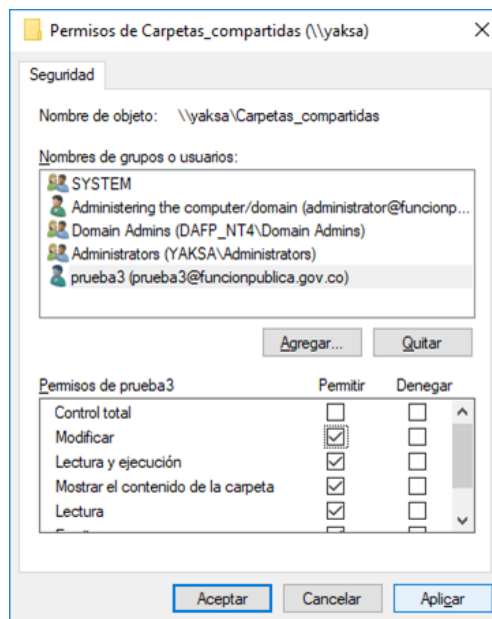 Permisos de Carpetas_compartidas (\\yaksa)
Seguridad
Nombre de objeto: \\yaksa\Carpetas_compartidas
Nombres de grupos o usuarios:
SYSTEM
Administering the computer/domain (administrator@funcionp...
Domain Admins (DAFP_NT4\Domain Admins)
Administrators (YAKSA\Administrators)
prueba3 (prueba3@funcionpublica.gov.co)
Agregar... Quitar
Permisos de prueba3 Permitir Denegar
Control total
Modificar
Lectura y ejecución
Mostrar el contenido de la carpeta
Lectura
Aceptar Cancelar Aplicar